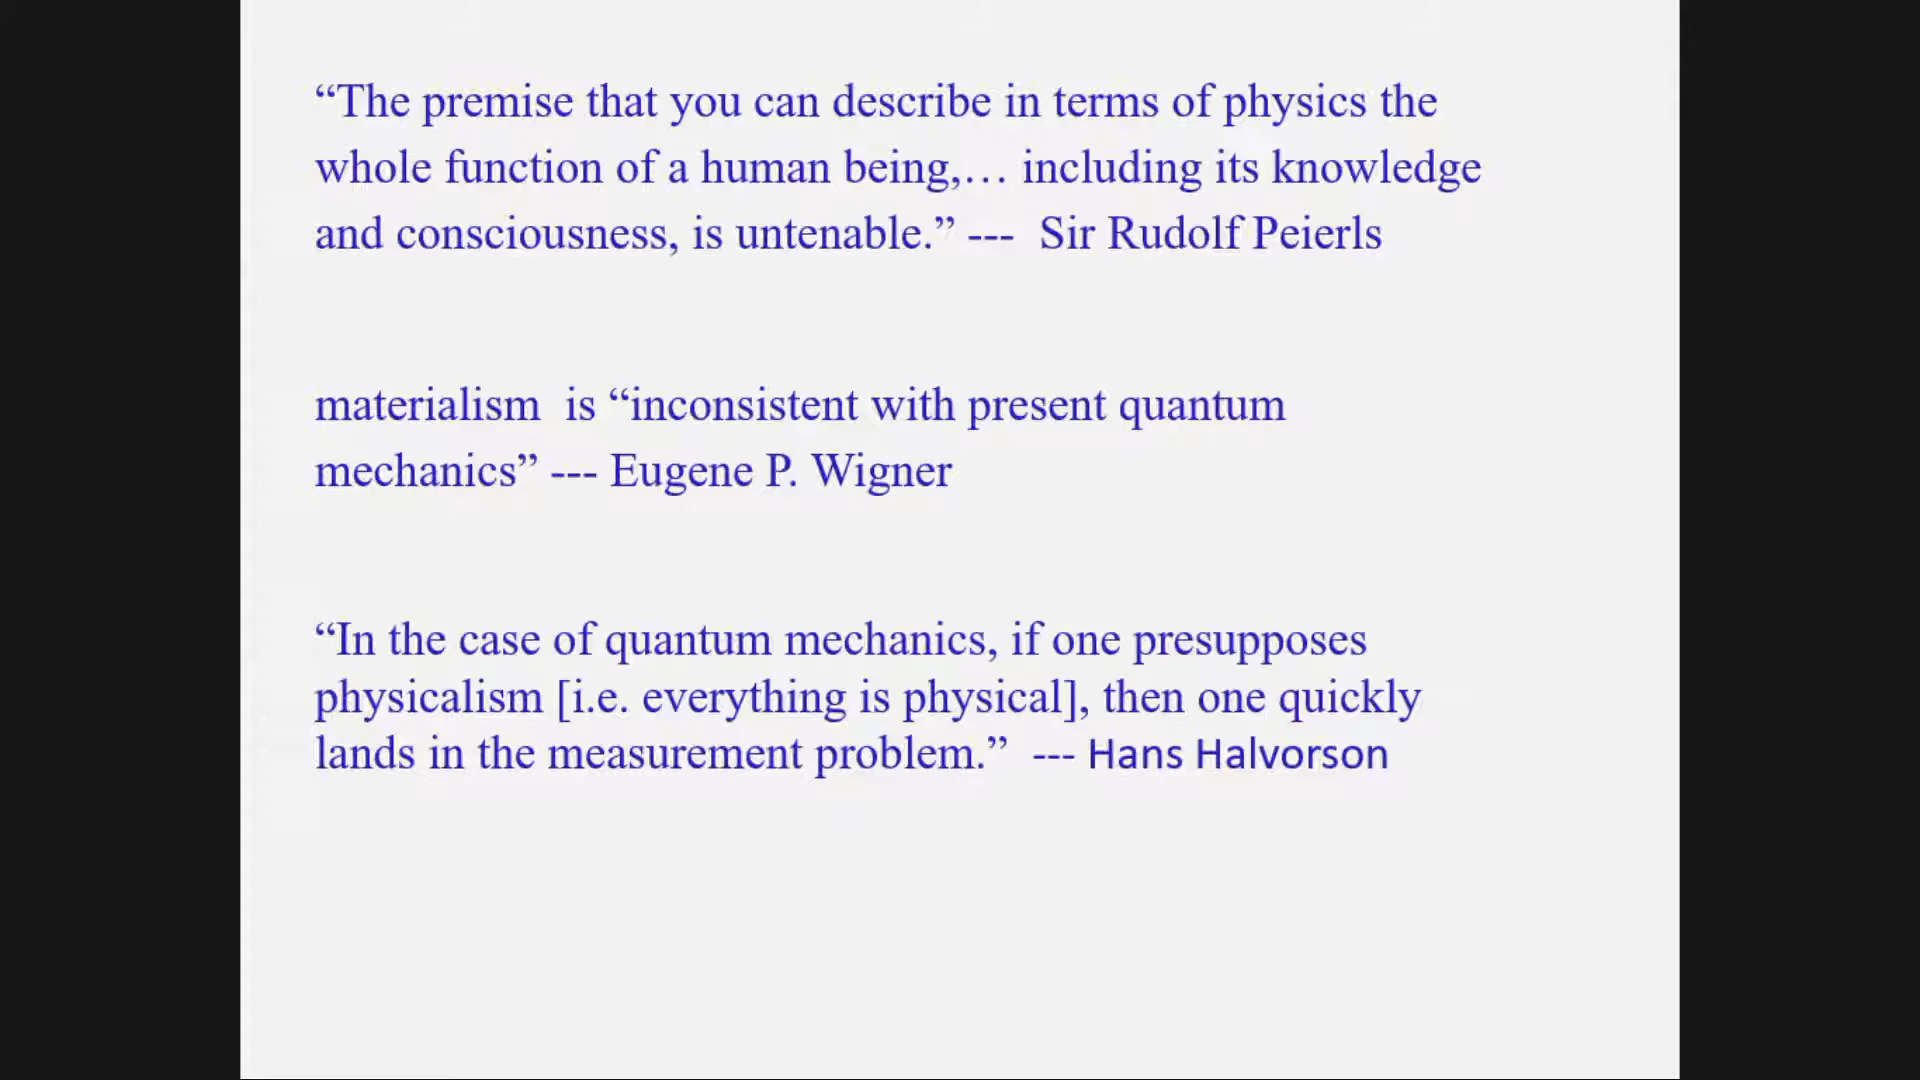 “The premise that you can describe in terms of physics the
whole function of a human being,… including its knowledge
and consciousness, is untenable.” ---  Sir Rudolf Peierls
materialism  is “inconsistent with present quantum
mechanics” --- Eugene P. Wigner
“In the case of quantum mechanics, if one presupposes
physicalism [i.e. everything is physical], then one quickly
lands in the measurement problem.”  --- Hans Halvorson